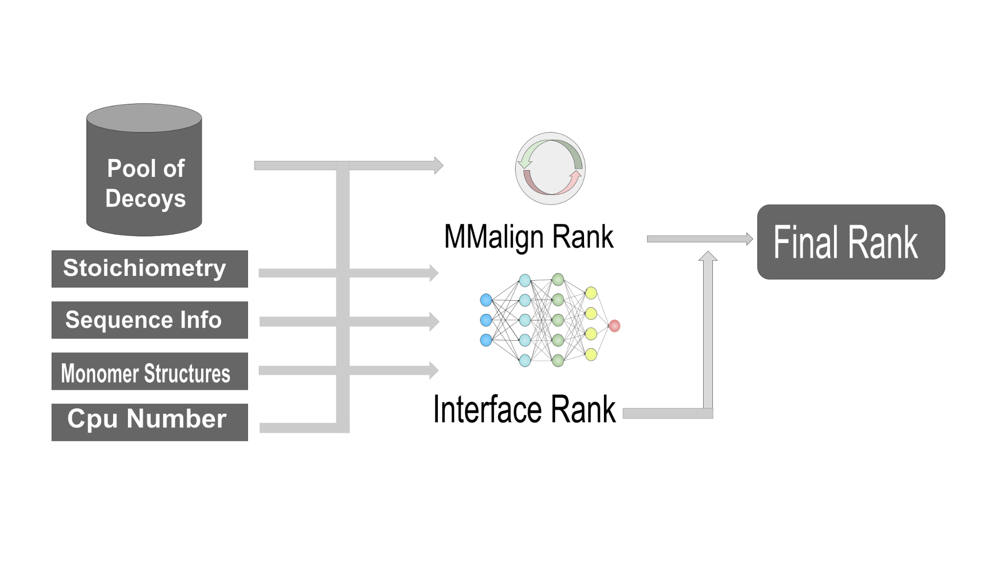 Pool of
Decoys
Stoichiometry
Sequence Info
Monomer Structures
Cpu Number
MMalign Rank
Interface Rank
Final Rank